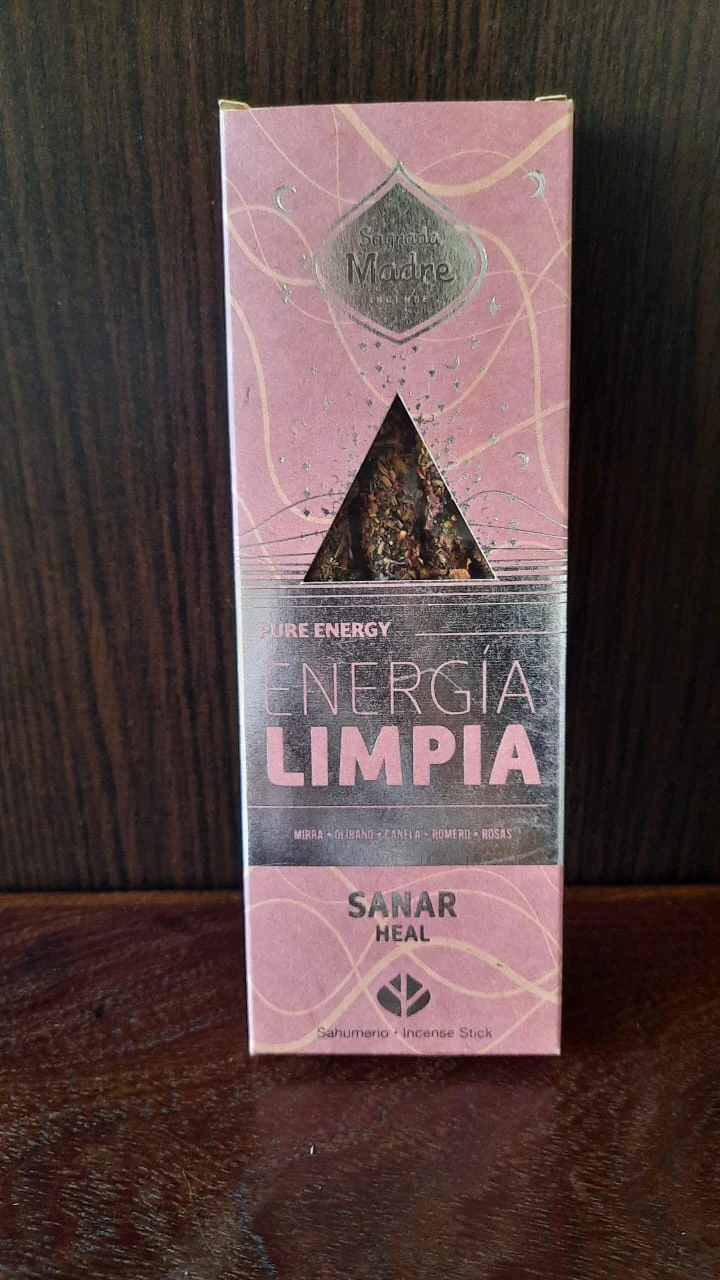 Sagrada
Madre
INCENSE
PURE ENERGY
ENERGÍA
LIMPIA
MIRRA • OLIBANO • CANELA • ROMERO • ROSAS
SANAR
HEAL
Sahumerio • Incense Stick